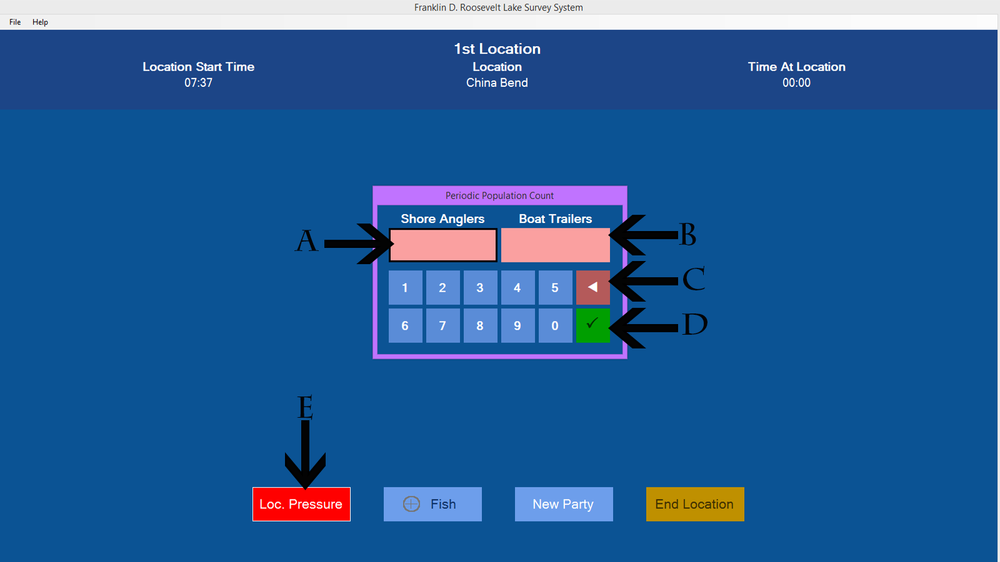 Franklin D. Roosevelt Lake Survey System
File Help
1st Location
Location Start Time Location Time At Location
07:37 China Bend 00:00
Periodic Population Count
Shore Anglers Boat Trailers
A B
1 2 3 4 5
C
6 7 8 9 0
D
E
Loc. Pressure Fish New Party End Location